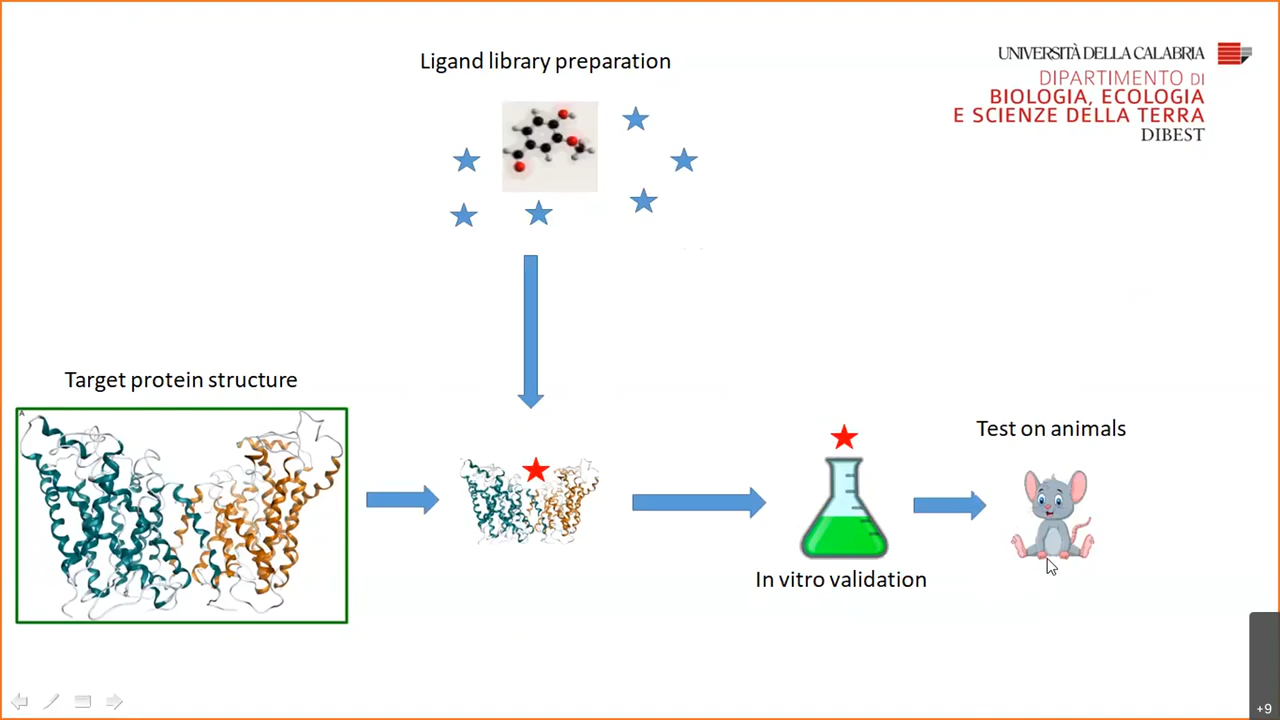 Ligand library preparation
UNIVERSITÀ DELLA CALABRIA
DIPARTIMENTO DI
BIOLOGIA, ECOLOGIA
E SCIENZE DELLA TERRA
DIBEST
Target protein structure
A
Test on animals
In vitro validation
+9